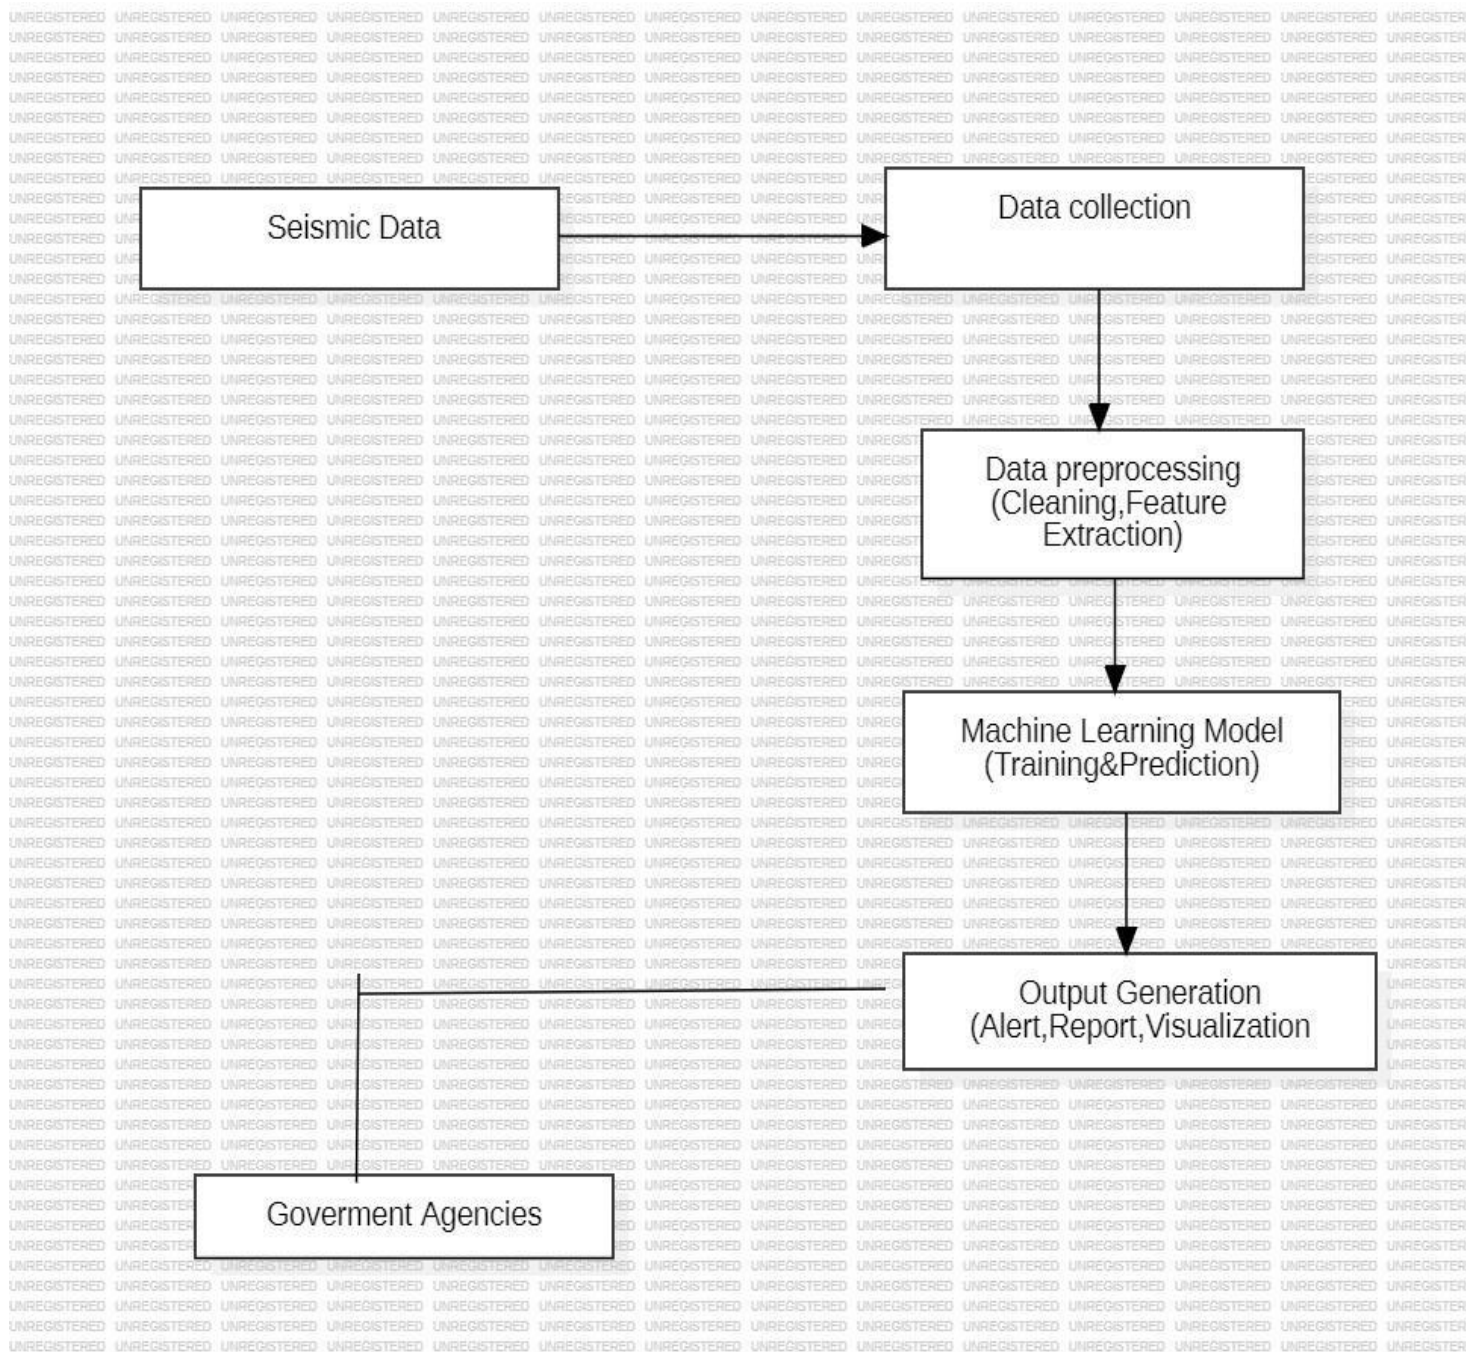 Seismic Data
Data collection
Data preprocessing
(Cleaning,Feature
Extraction)
Machine Learning Model
(Training&Prediction)
Output Generation
(Alert,Report,Visualization
Goverment Agencies
UNREGISTERED